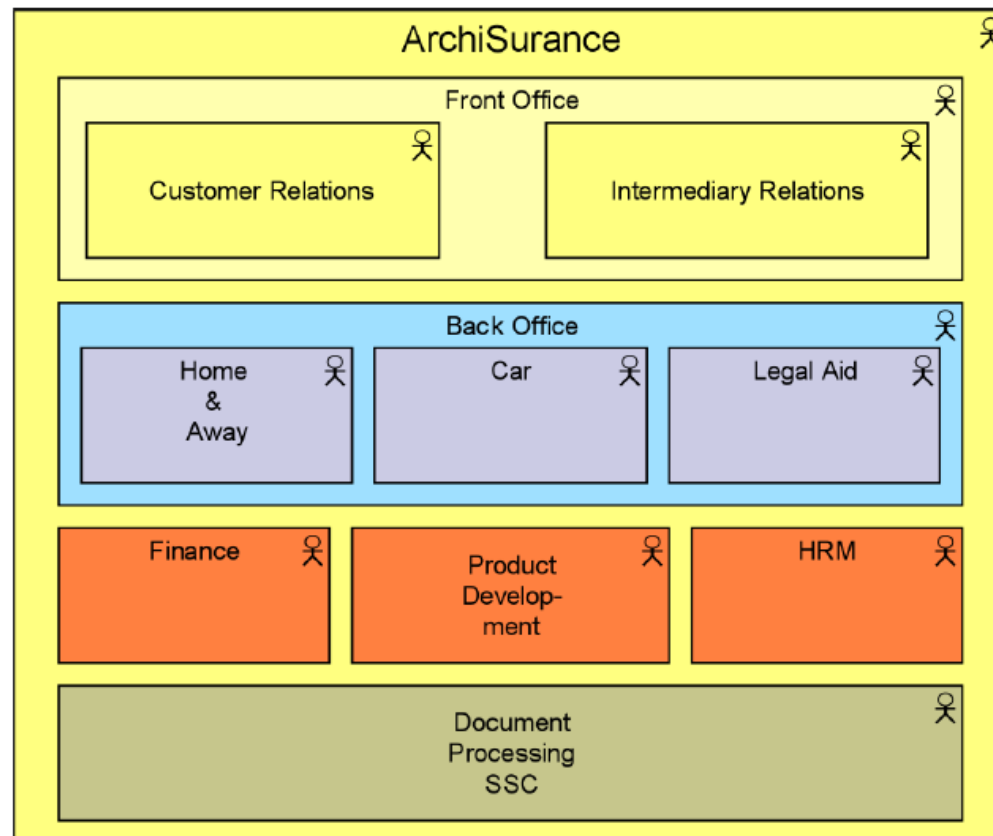 ArchiSurance
Front Office
Customer Relations
Intermediary Relations
Back Office
Home
&
Away
Car
Legal Aid
Finance
Product
Develop-
ment
HRM
Document
Processing
SSC